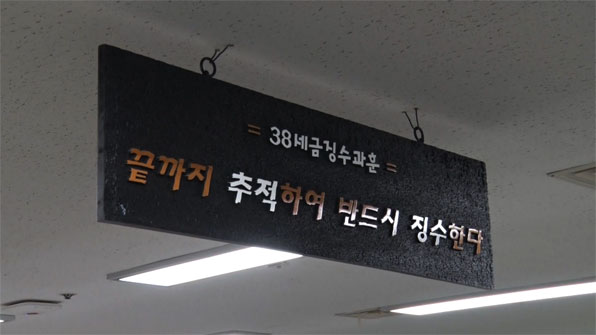 = 38세금징수과훈 =
끝까지 추적하여 반드시 징수한다